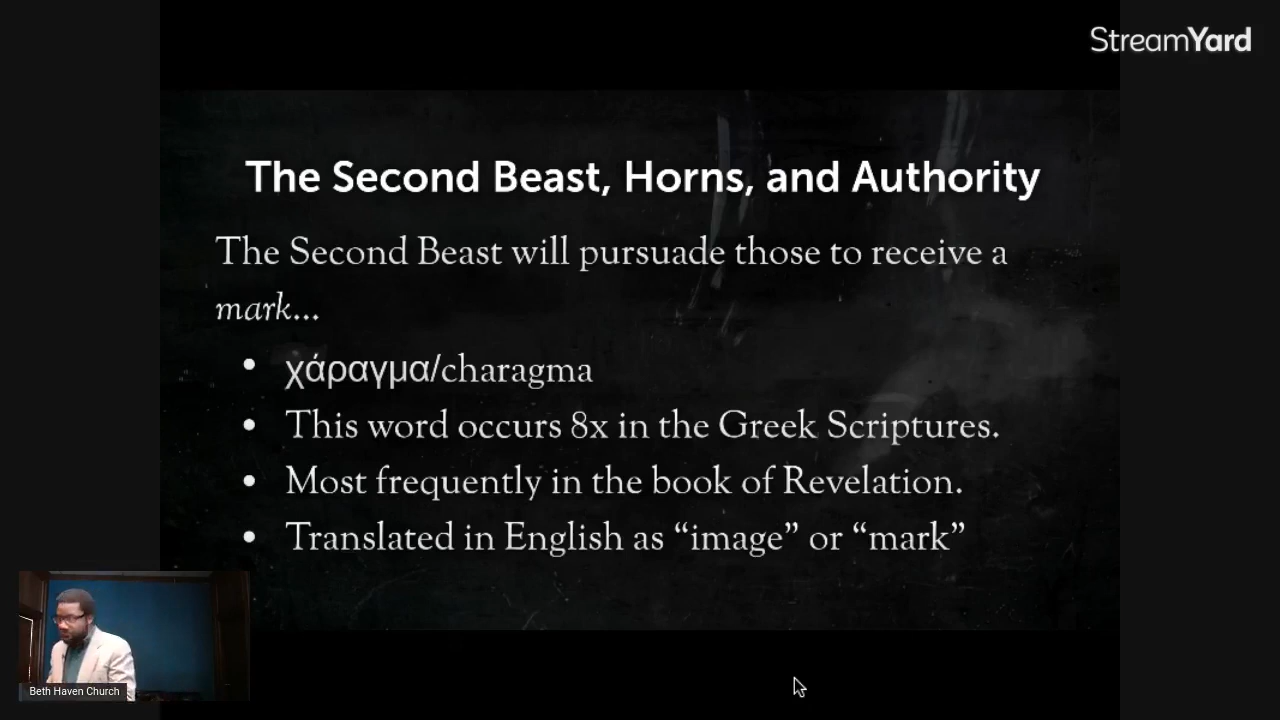 StreamYard
The Second Beast, Horns, and Authority
The Second Beast will pursuade those to receive a
mark...
• χάραγμα/charagma
• This word occurs 8x in the Greek Scriptures.
• Most frequently in the book of Revelation.
• Translated in English as “image” or “mark”
Beth Haven Church